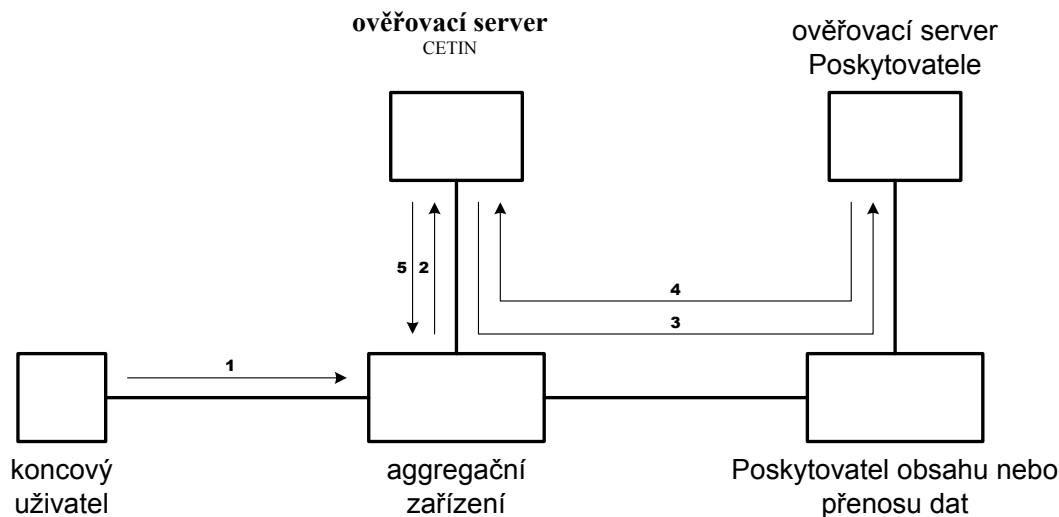 ověřovací server
CETIN
ověřovací server
Poskytovatele
5
2
4
3
1
koncový
uživatel
aggregační
zařízení
Poskytovatel obsahu nebo
přenosu dat